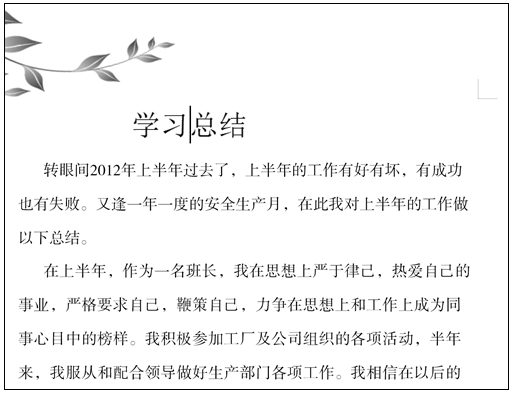 学习总结
转眼间2012年上半年过去了，上半年的工作有好有坏，有成功
也有失败。又逢一年一度的安全生产月，在此我对上半年的工作做
以下总结。
在上半年，作为一名班长，我在思想上严于律己，热爱自己的
事业，严格要求自己，鞭策自己，力争在思想上和工作上成为同
事心目中的榜样。我积极参加工厂及公司组织的各项活动，半年
来，我服从和配合领导做好生产部门各项工作。我相信在以后的